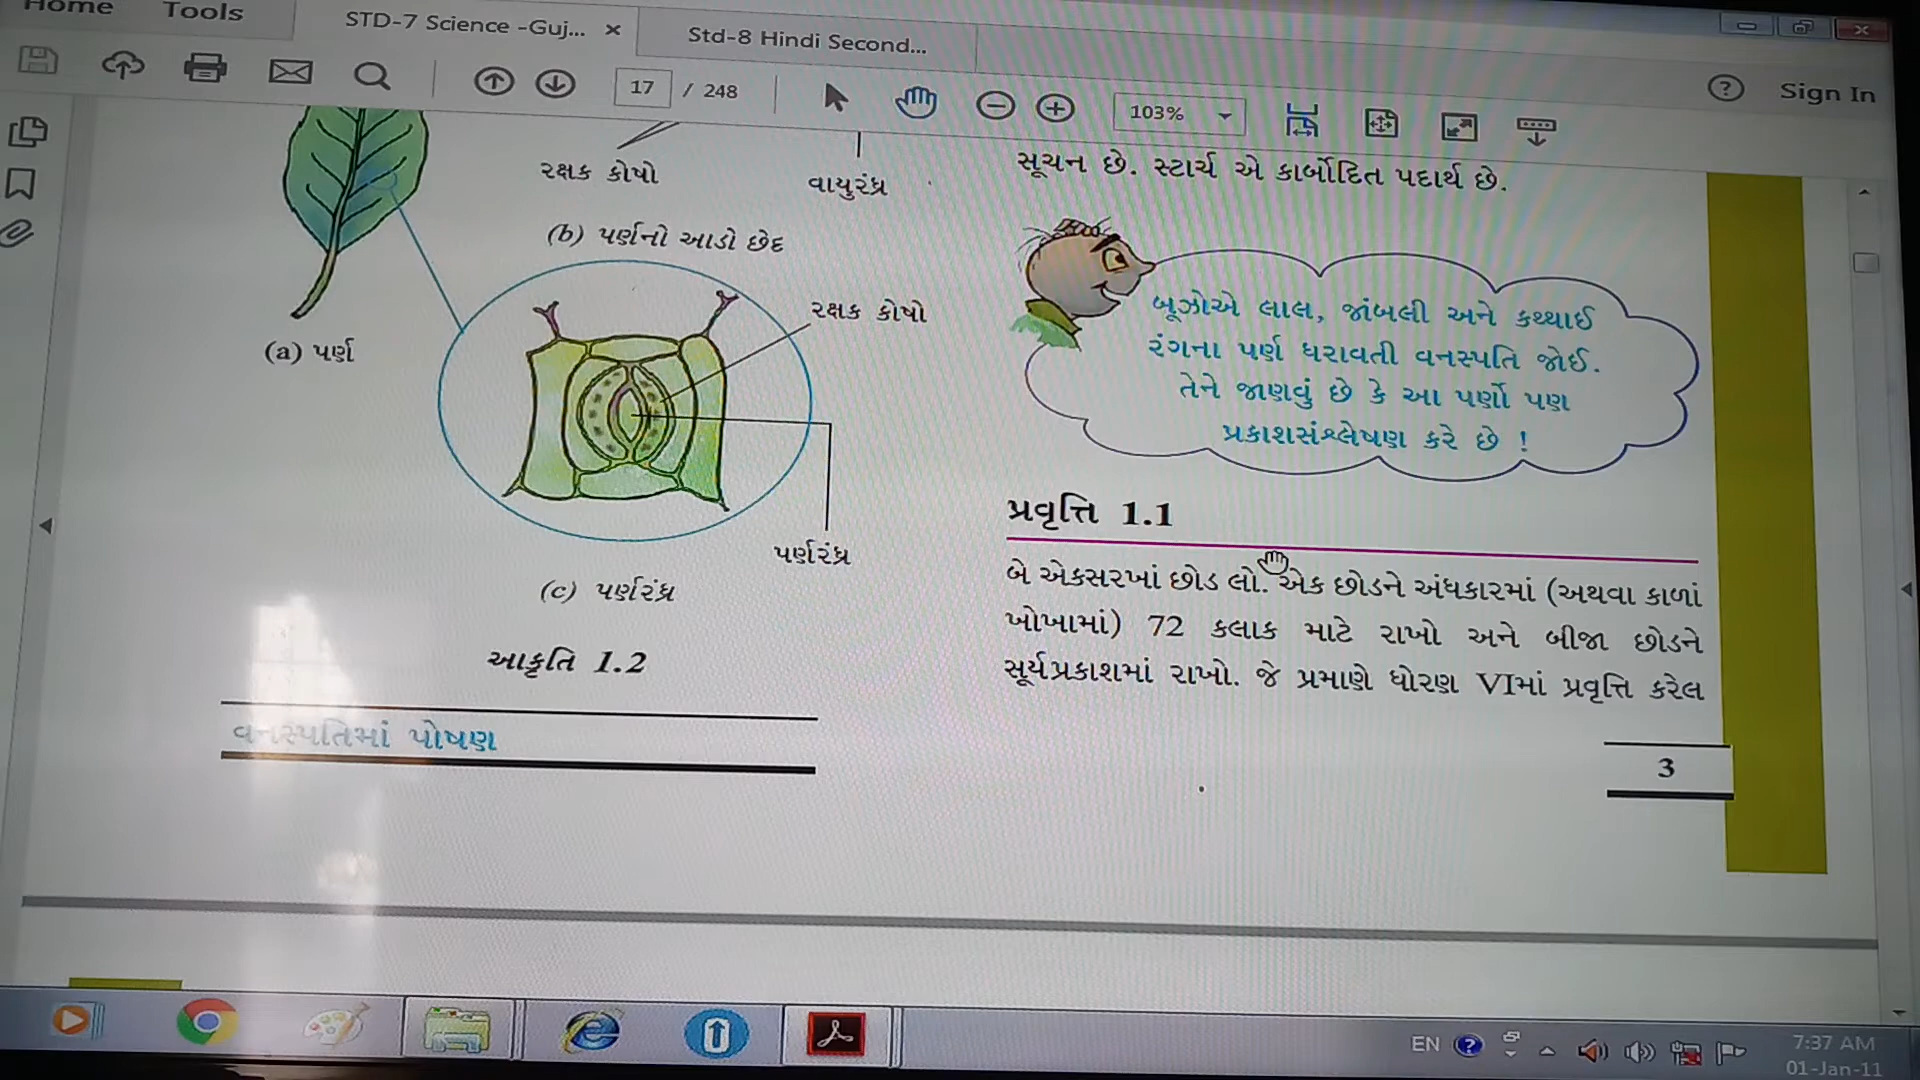 Home Tools STD-7 Science -Guj... × Std-8 Hindi Second...
17 / 248 103% Sign In
રક્ષક કોષો
વાયુરંધ્ર
(b) પર્ણનો આડો છેદ
રક્ષક કોષો
(a) પર્ણ
પર્ણરંધ્ર
(c) પર્ણરંધ્ર
આકૃતિ 1.2
વનસ્પતિમાં પોષણ
સૂચન છે. સ્ટાર્ચ એ કાર્બોદિત પદાર્થ છે.
બૂઝોએ લાલ, જાંબલી અને કથ્થાઈ
રંગના પર્ણ ધરાવતી વનસ્પતિ જોઈ.
તેને જાણવું છે કે આ પર્ણો પણ
પ્રકાશસંશ્લેષણ કરે છે !
પ્રવૃત્તિ 1.1
બે એકસરખાં છોડ લો. એક છોડને અંધકારમાં (અથવા કાળાં
ખોખામાં) 72 કલાક માટે રાખો અને બીજા છોડને
સૂર્યપ્રકાશમાં રાખો. જે પ્રમાણે ધોરણ VIમાં પ્રવૃત્તિ કરેલ
3
EN
7:37 AM
01-Jan-11